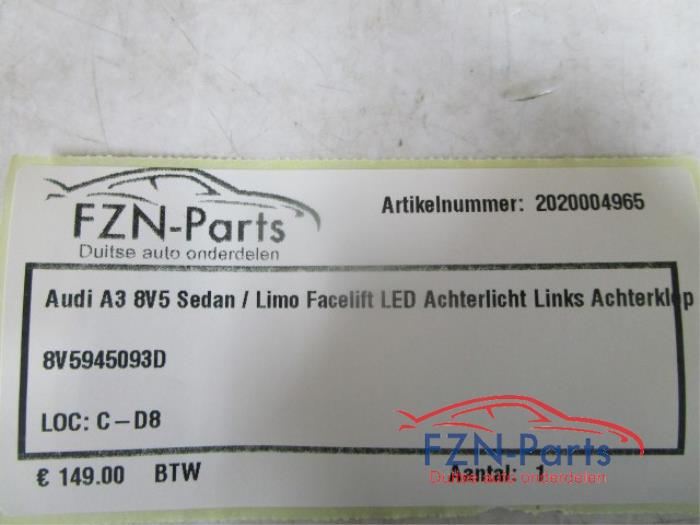 FZN-Parts
Duitse auto onderdelen
Artikelnummer: 2020004965
Audi A3 8V5 Sedan / Limo Facelift LED Achterlicht Links Achterklep
8V5945093D
LOC: C-D8
€ 149.00 BTW Aantal: 1
FZN-Parts
Duitse auto onderdelen